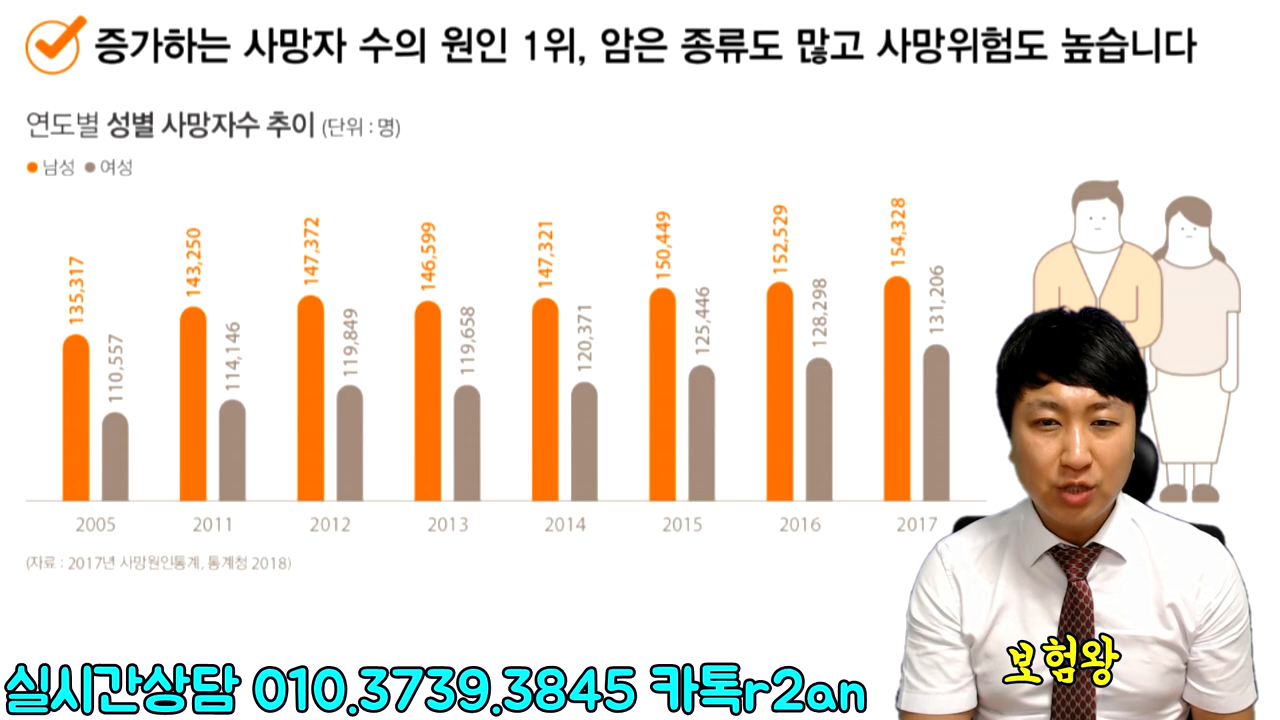 증가하는 사망자 수의 원인 1위, 암은 종류도 많고 사망위험도 높습니다
연도별 성별 사망자수 추이 (단위 : 명)
남성 여성
135,317 110,557 143,250 114,146 147,372 119,849 146,599 119,658 147,321 120,371 150,449 125,446 152,529 128,298 154,328 131,206
2005 2011 2012 2013 2014 2015 2016 2017
(자료 : 2017년 사망원인통계, 통계청 2018)
보험왕
실시간상담 010.3739.3845 카톡r2an